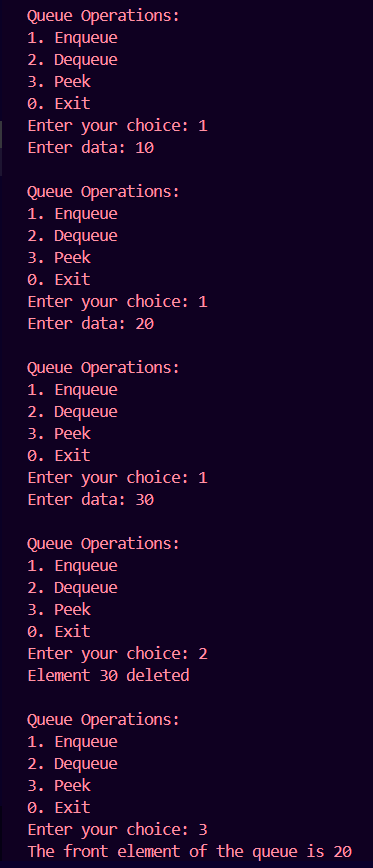 Queue Operations:
1. Enqueue
2. Dequeue
3. Peek
0. Exit
Enter your choice: 1
Enter data: 10
Queue Operations:
1. Enqueue
2. Dequeue
3. Peek
0. Exit
Enter your choice: 1
Enter data: 20
Queue Operations:
1. Enqueue
2. Dequeue
3. Peek
0. Exit
Enter your choice: 1
Enter data: 30
Queue Operations:
1. Enqueue
2. Dequeue
3. Peek
0. Exit
Enter your choice: 2
Element 30 deleted
Queue Operations:
1. Enqueue
2. Dequeue
3. Peek
0. Exit
Enter your choice: 3
The front element of the queue is 20